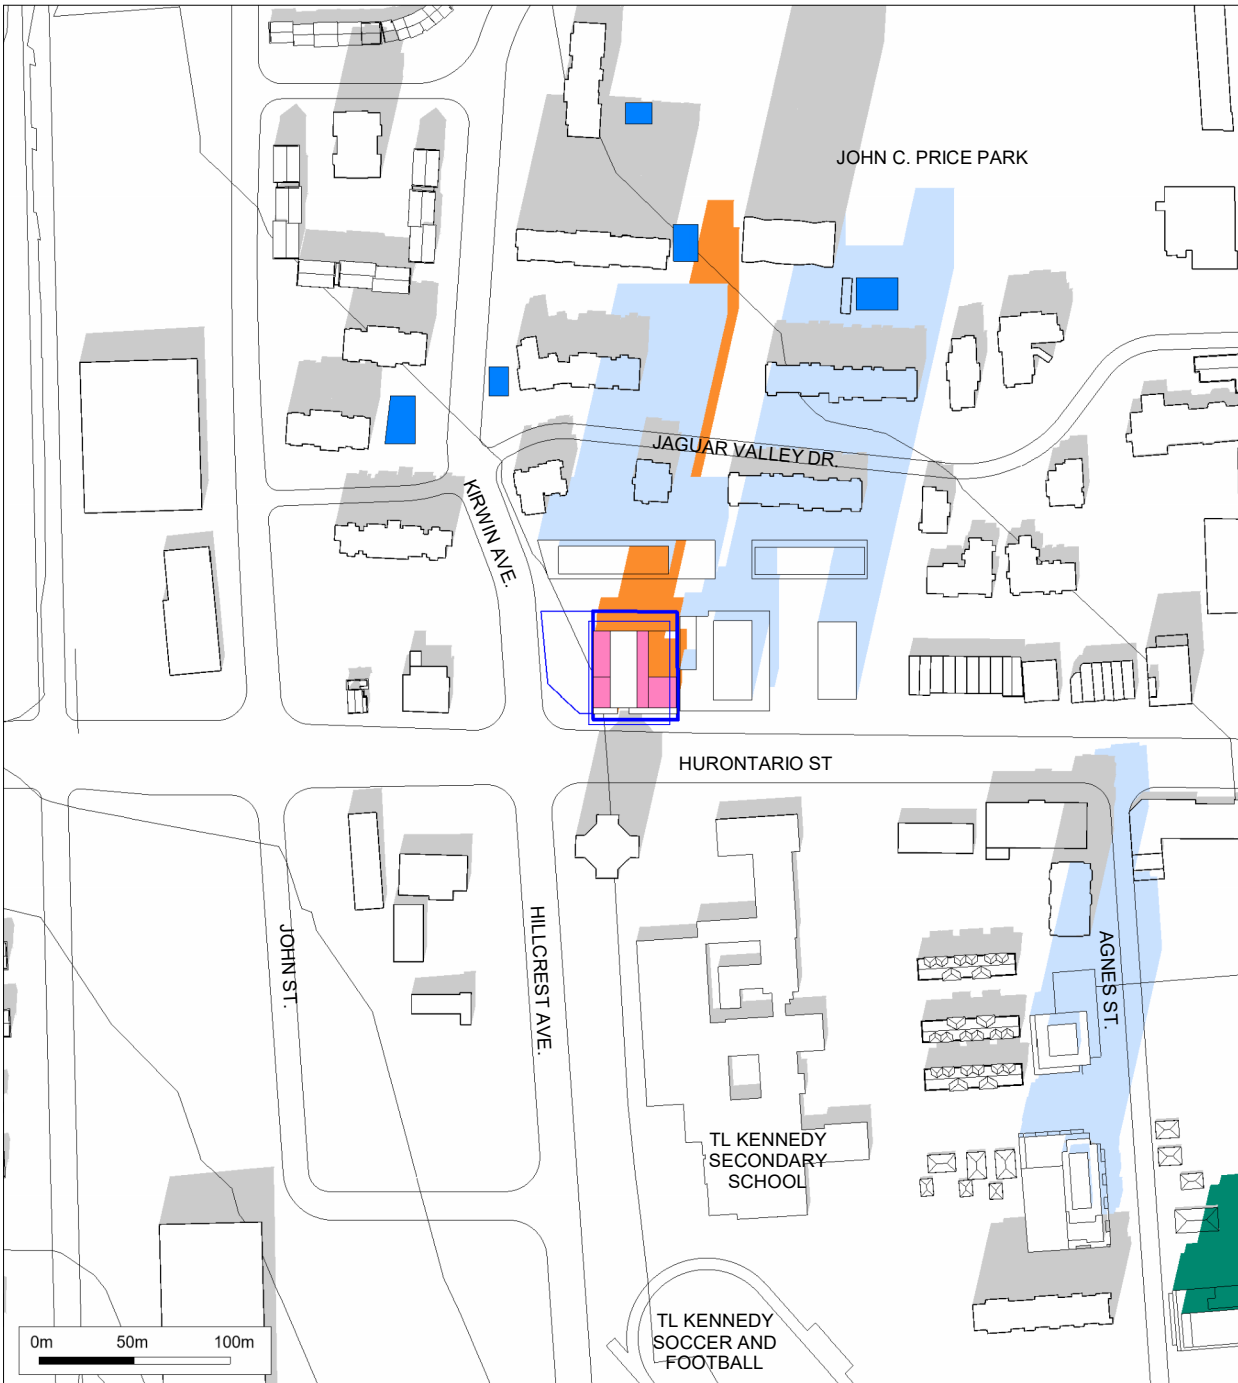 JOHN C. PRICE PARK
JAGUAR VALLEY DR.
KIRWIN AVE.
HURONTARIO ST
JOHN ST.
HILLCREST AVE.
AGNES ST.
TL KENNEDY
SECONDARY
SCHOOL
TL KENNEDY
SOCCER AND
FOOTBALL
0m 50m 100m